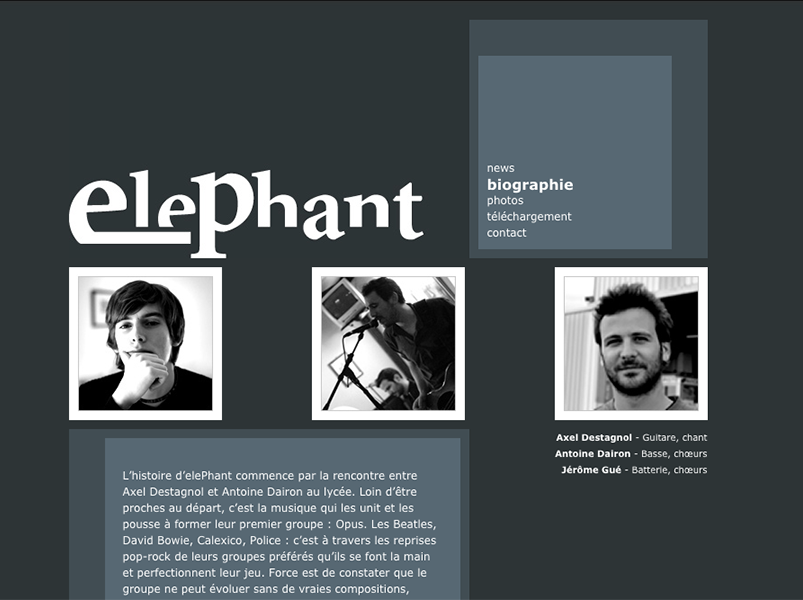 elePhant
news
biographie
photos
téléchargement
contact
Axel Destagnol - Guitare, chant
Antoine Dairon - Basse, chœurs
Jérôme Gué - Batterie, chœurs
L’histoire d’elePhant commence par la rencontre entre
Axel Destagnol et Antoine Dairon au lycée. Loin d’être
proches au départ, c’est la musique qui les unit et les
pousse à former leur premier groupe : Opus. Les Beatles,
David Bowie, Calexico, Police : c’est à travers les reprises
pop-rock de leurs groupes préférés qu’ils se font la main
et perfectionnent leur jeu. Force est de constater que le
groupe ne peut évoluer sans de vraies compositions,